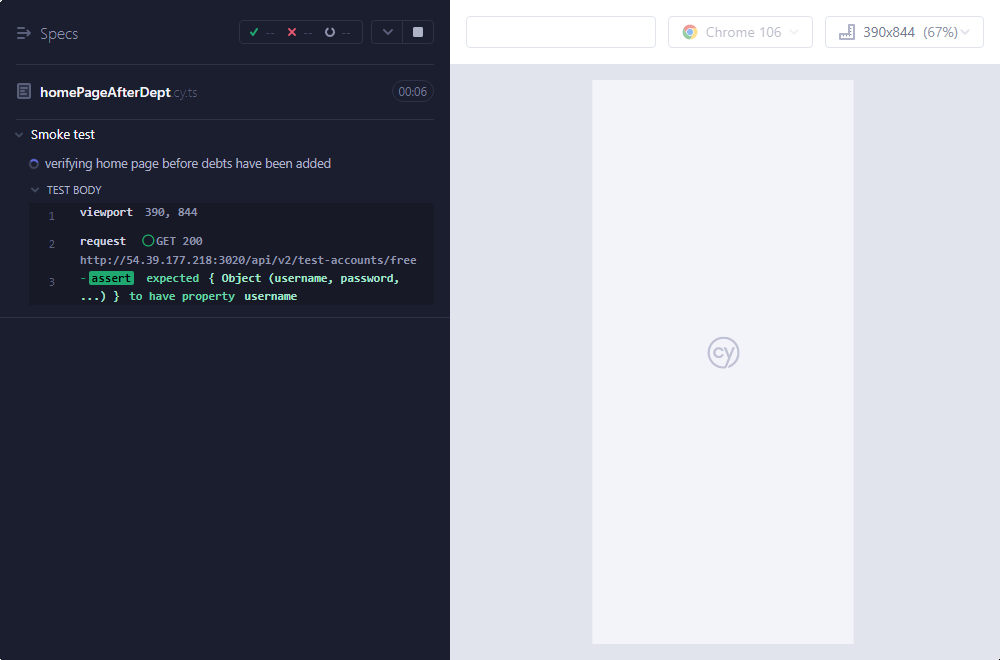 Specs
-- -- --
homePageAfterDept.cy.ts
00:06
Smoke test
verifying home page before debts have been added
TEST BODY
1 viewport 390, 844
2 request GET 200
http://54.39.177.218:3020/api/v2/test-accounts/free
3 -assert expected { Object (username, password,
...) } to have property username
Chrome 106
390x844 (67%)
cy